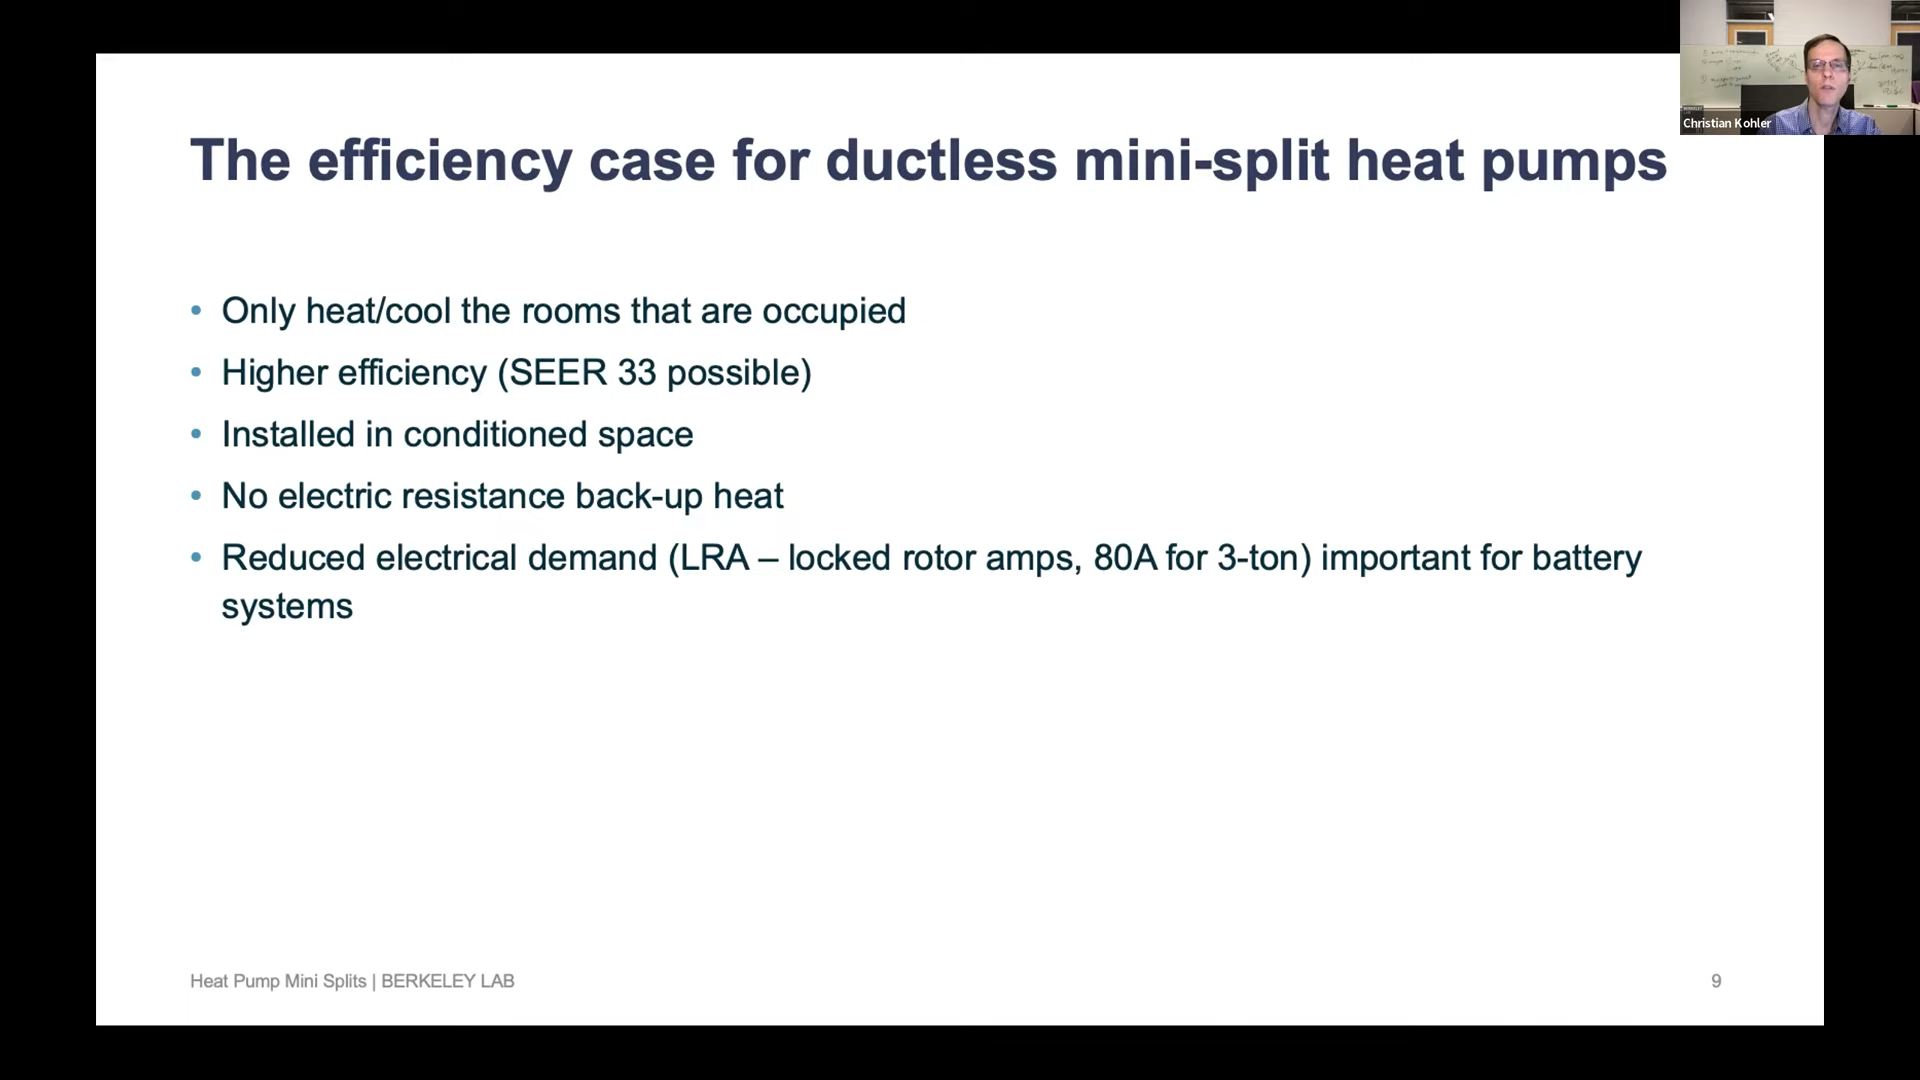 The efficiency case for ductless mini-split heat pumps
• Only heat/cool the rooms that are occupied
• Higher efficiency (SEER 33 possible)
• Installed in conditioned space
• No electric resistance back-up heat
• Reduced electrical demand (LRA – locked rotor amps, 80A for 3-ton) important for battery
systems
Heat Pump Mini Splits | BERKELEY LAB
9
Christian Kohler